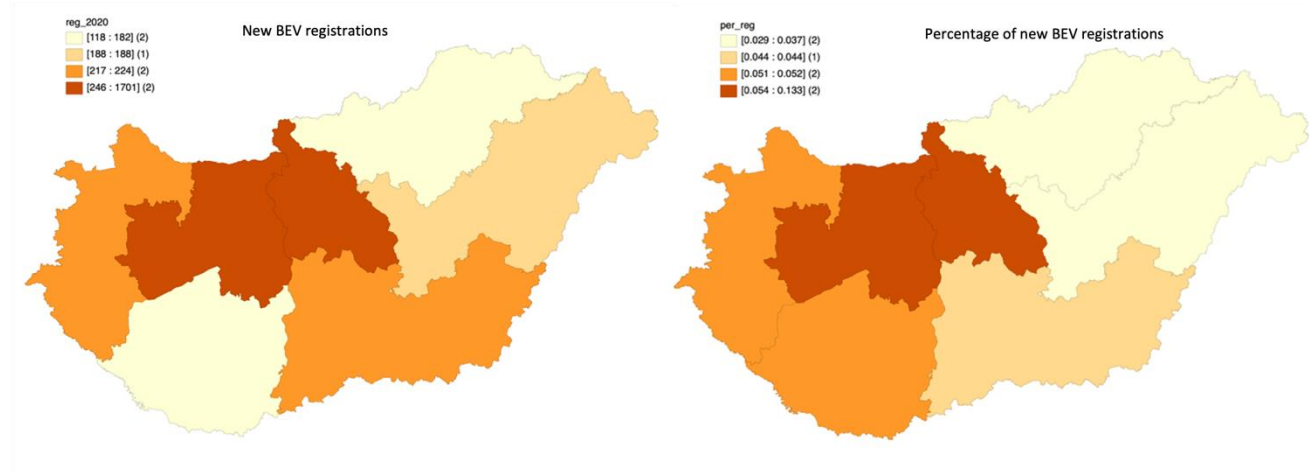 reg_2020
[118 : 182] (2)
[188 : 188] (1)
[217 : 224] (2)
[246 : 1701] (2)
New BEV registrations
per_reg
[0.029 : 0.037] (2)
[0.044 : 0.044] (1)
[0.051 : 0.052] (2)
[0.054 : 0.133] (2)
Percentage of new BEV registrations